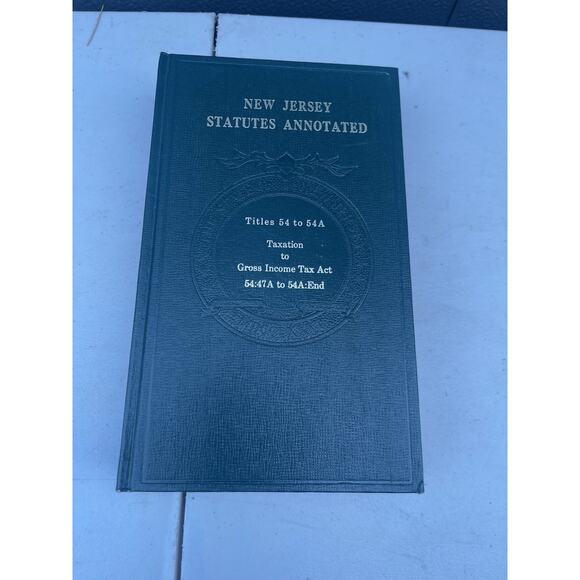 NEW JERSEY
STATUTES ANNOTATED
Titles 54 to 54A
Taxation
to
Gross Income Tax Act
54:47A to 54A:End